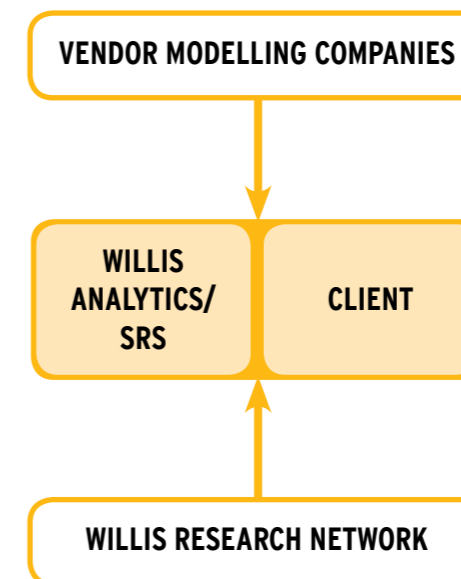 VENDOR MODELLING COMPANIES
WILLIS
ANALYTICS/
SRS
CLIENT
WILLIS RESEARCH NETWORK